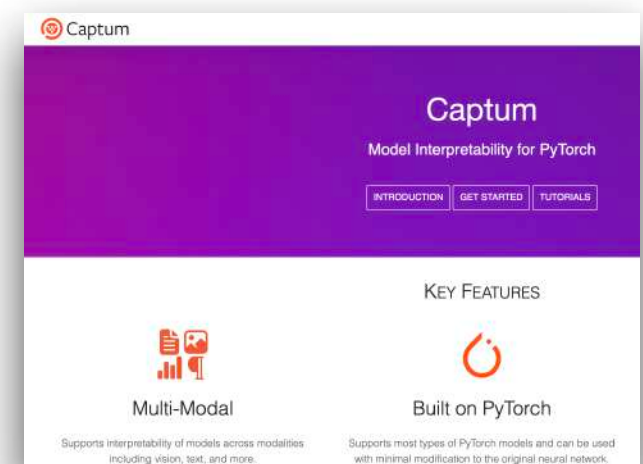 Captum
Captum
Model Interpretability for PyTorch
INTRODUCTION GET STARTED TUTORIALS
KEY FEATURES
Multi-Modal
Supports interpretability of models across modalities
including vision, text, and more.
Built on PyTorch
Supports most types of PyTorch models and can be used
with minimal modification to the original neural network.